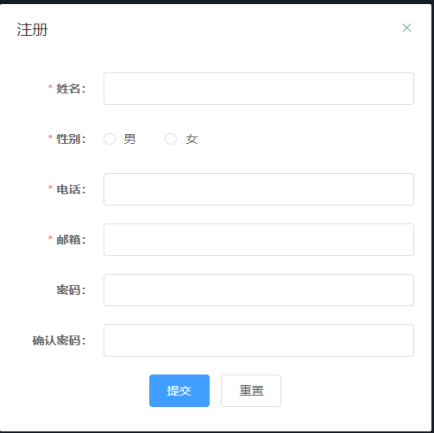 注册
* 姓名：
* 性别： 男 女
* 电话：
* 邮箱：
密码：
确认密码：
提交 重置